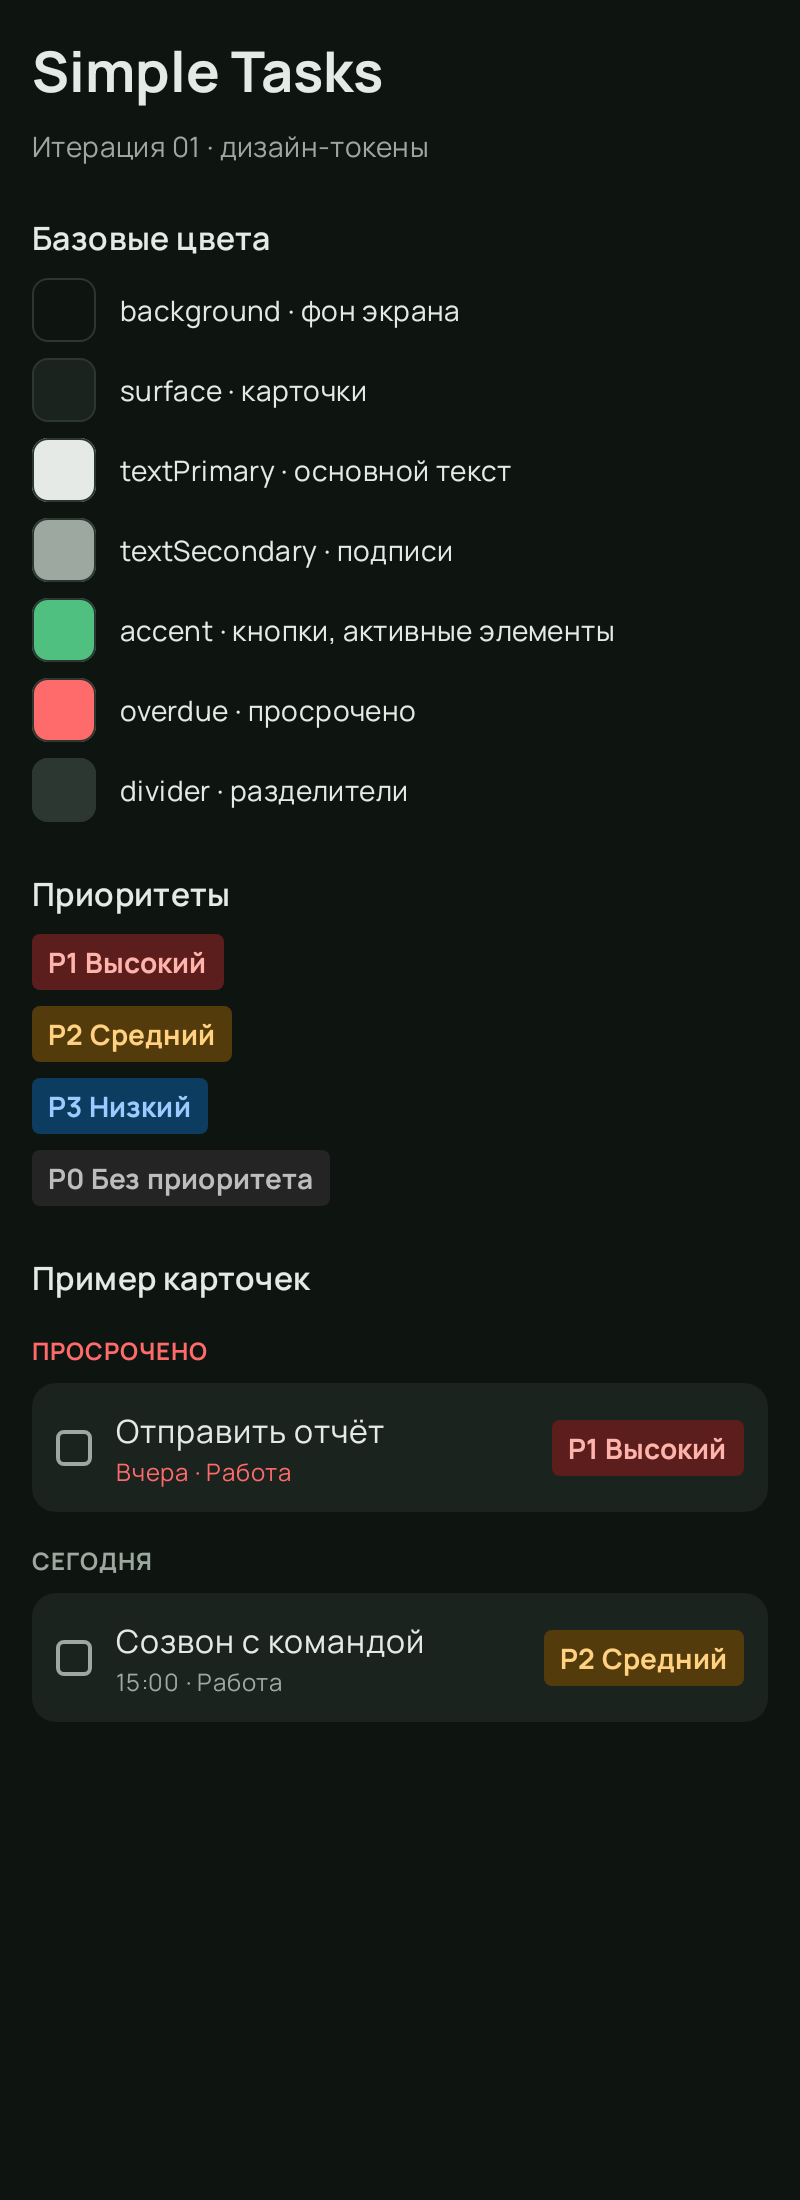 Simple Tasks
Итерация 01 · дизайн-токены
Базовые цвета
background · фон экрана
surface · карточки
textPrimary · основной текст
textSecondary · подписи
accent · кнопки, активные элементы
overdue · просрочено
divider · разделители
Приоритеты
P1 Высокий
P2 Средний
P3 Низкий
P0 Без приоритета
Пример карточек
ПРОСРОЧЕНО
Отправить отчёт
P1 Высокий
Вчера · Работа
СЕГОДНЯ
Созвон с командой
P2 Средний
15:00 · Работа